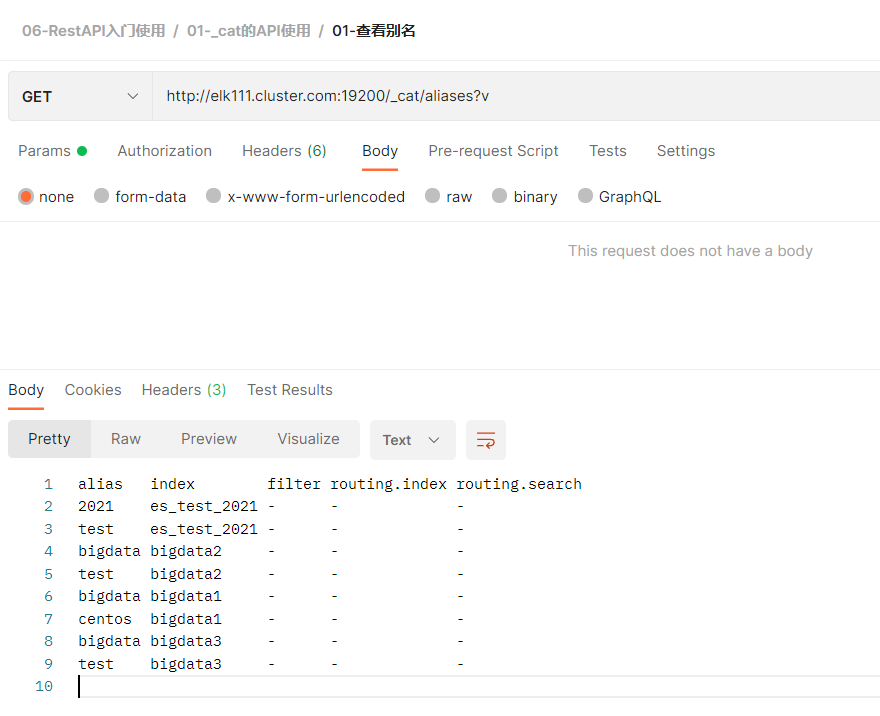 06-RestAPI入门使用 / 01-_cat的API使用 / 01-查看别名
GET http://elk111.cluster.com:19200/_cat/aliases?v
Params Authorization Headers (6) Body Pre-request Script Tests Settings
none form-data x-www-form-urlencoded raw binary GraphQL
This request does not have a body
Body Cookies Headers (3) Test Results
Pretty Raw Preview Visualize Text
1 alias index filter routing.index routing.search
2 2021 es_test_2021 - - -
3 test es_test_2021 - - -
4 bigdata bigdata2 - - -
5 test bigdata2 - - -
6 bigdata bigdata1 - - -
7 centos bigdata1 - - -
8 bigdata bigdata3 - - -
9 test bigdata3 - - -
10